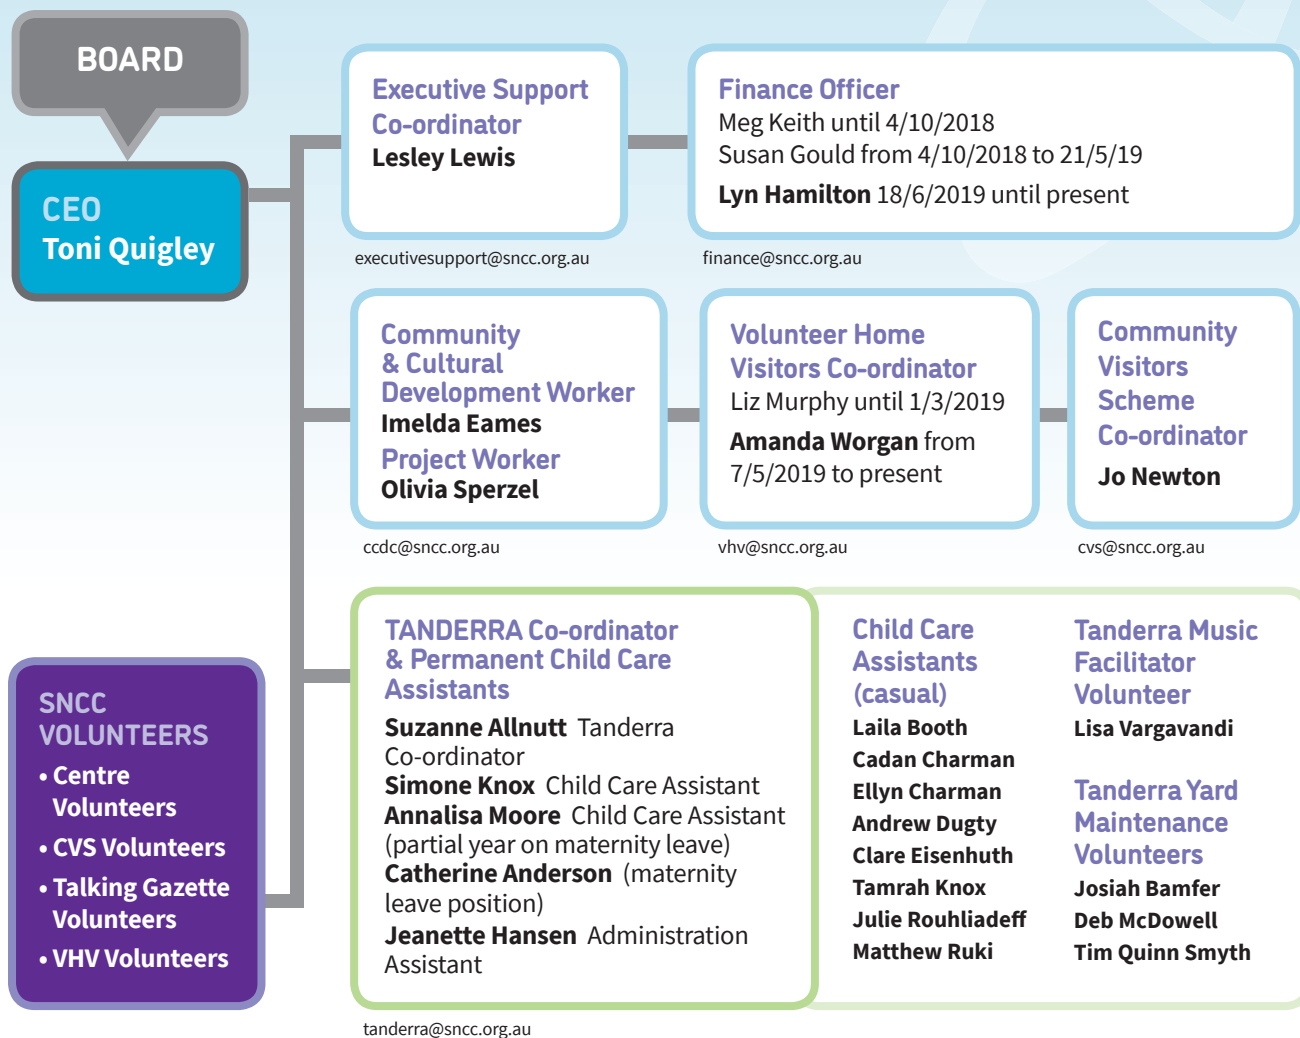 BOARD
CEO
Toni Quigley
Executive Support
Co-ordinator
Lesley Lewis
executivesupport@sncc.org.au
Finance Officer
Meg Keith until 4/10/2018
Susan Gould from 4/10/2018 to 21/5/19
Lyn Hamilton 18/6/2019 until present
finance@sncc.org.au
Community
& Cultural
Development Worker
Imelda Eames
Project Worker
Olivia Sperzel
ccdc@sncc.org.au
Volunteer Home
Visitors Co-ordinator
Liz Murphy until 1/3/2019
Amanda Worgan from
7/5/2019 to present
vhv@sncc.org.au
Community
Visitors
Scheme
Co-ordinator
Jo Newton
cvs@sncc.org.au
SNCC
VOLUNTEERS
• Centre
Volunteers
• CVS Volunteers
• Talking Gazette
Volunteers
• VHV Volunteers
TANDERRA Co-ordinator
& Permanent Child Care
Assistants
Suzanne Allnutt Tanderra
Co-ordinator
Simone Knox Child Care Assistant
Annalisa Moore Child Care Assistant
(partial year on maternity leave)
Catherine Anderson (maternity
leave position)
Jeanette Hansen Administration
Assistant
tanderra@sncc.org.au
Child Care
Assistants
(casual)
Laila Booth
Cadan Charman
Ellyn Charman
Andrew Dugty
Clare Eisenhuth
Tamrah Knox
Julie Rouhliadeff
Matthew Ruki
Tanderra Music
Facilitator
Volunteer
Lisa Vargavandi
Tanderra Yard
Maintenance
Volunteers
Josiah Bamfer
Deb McDowell
Tim Quinn Smyth